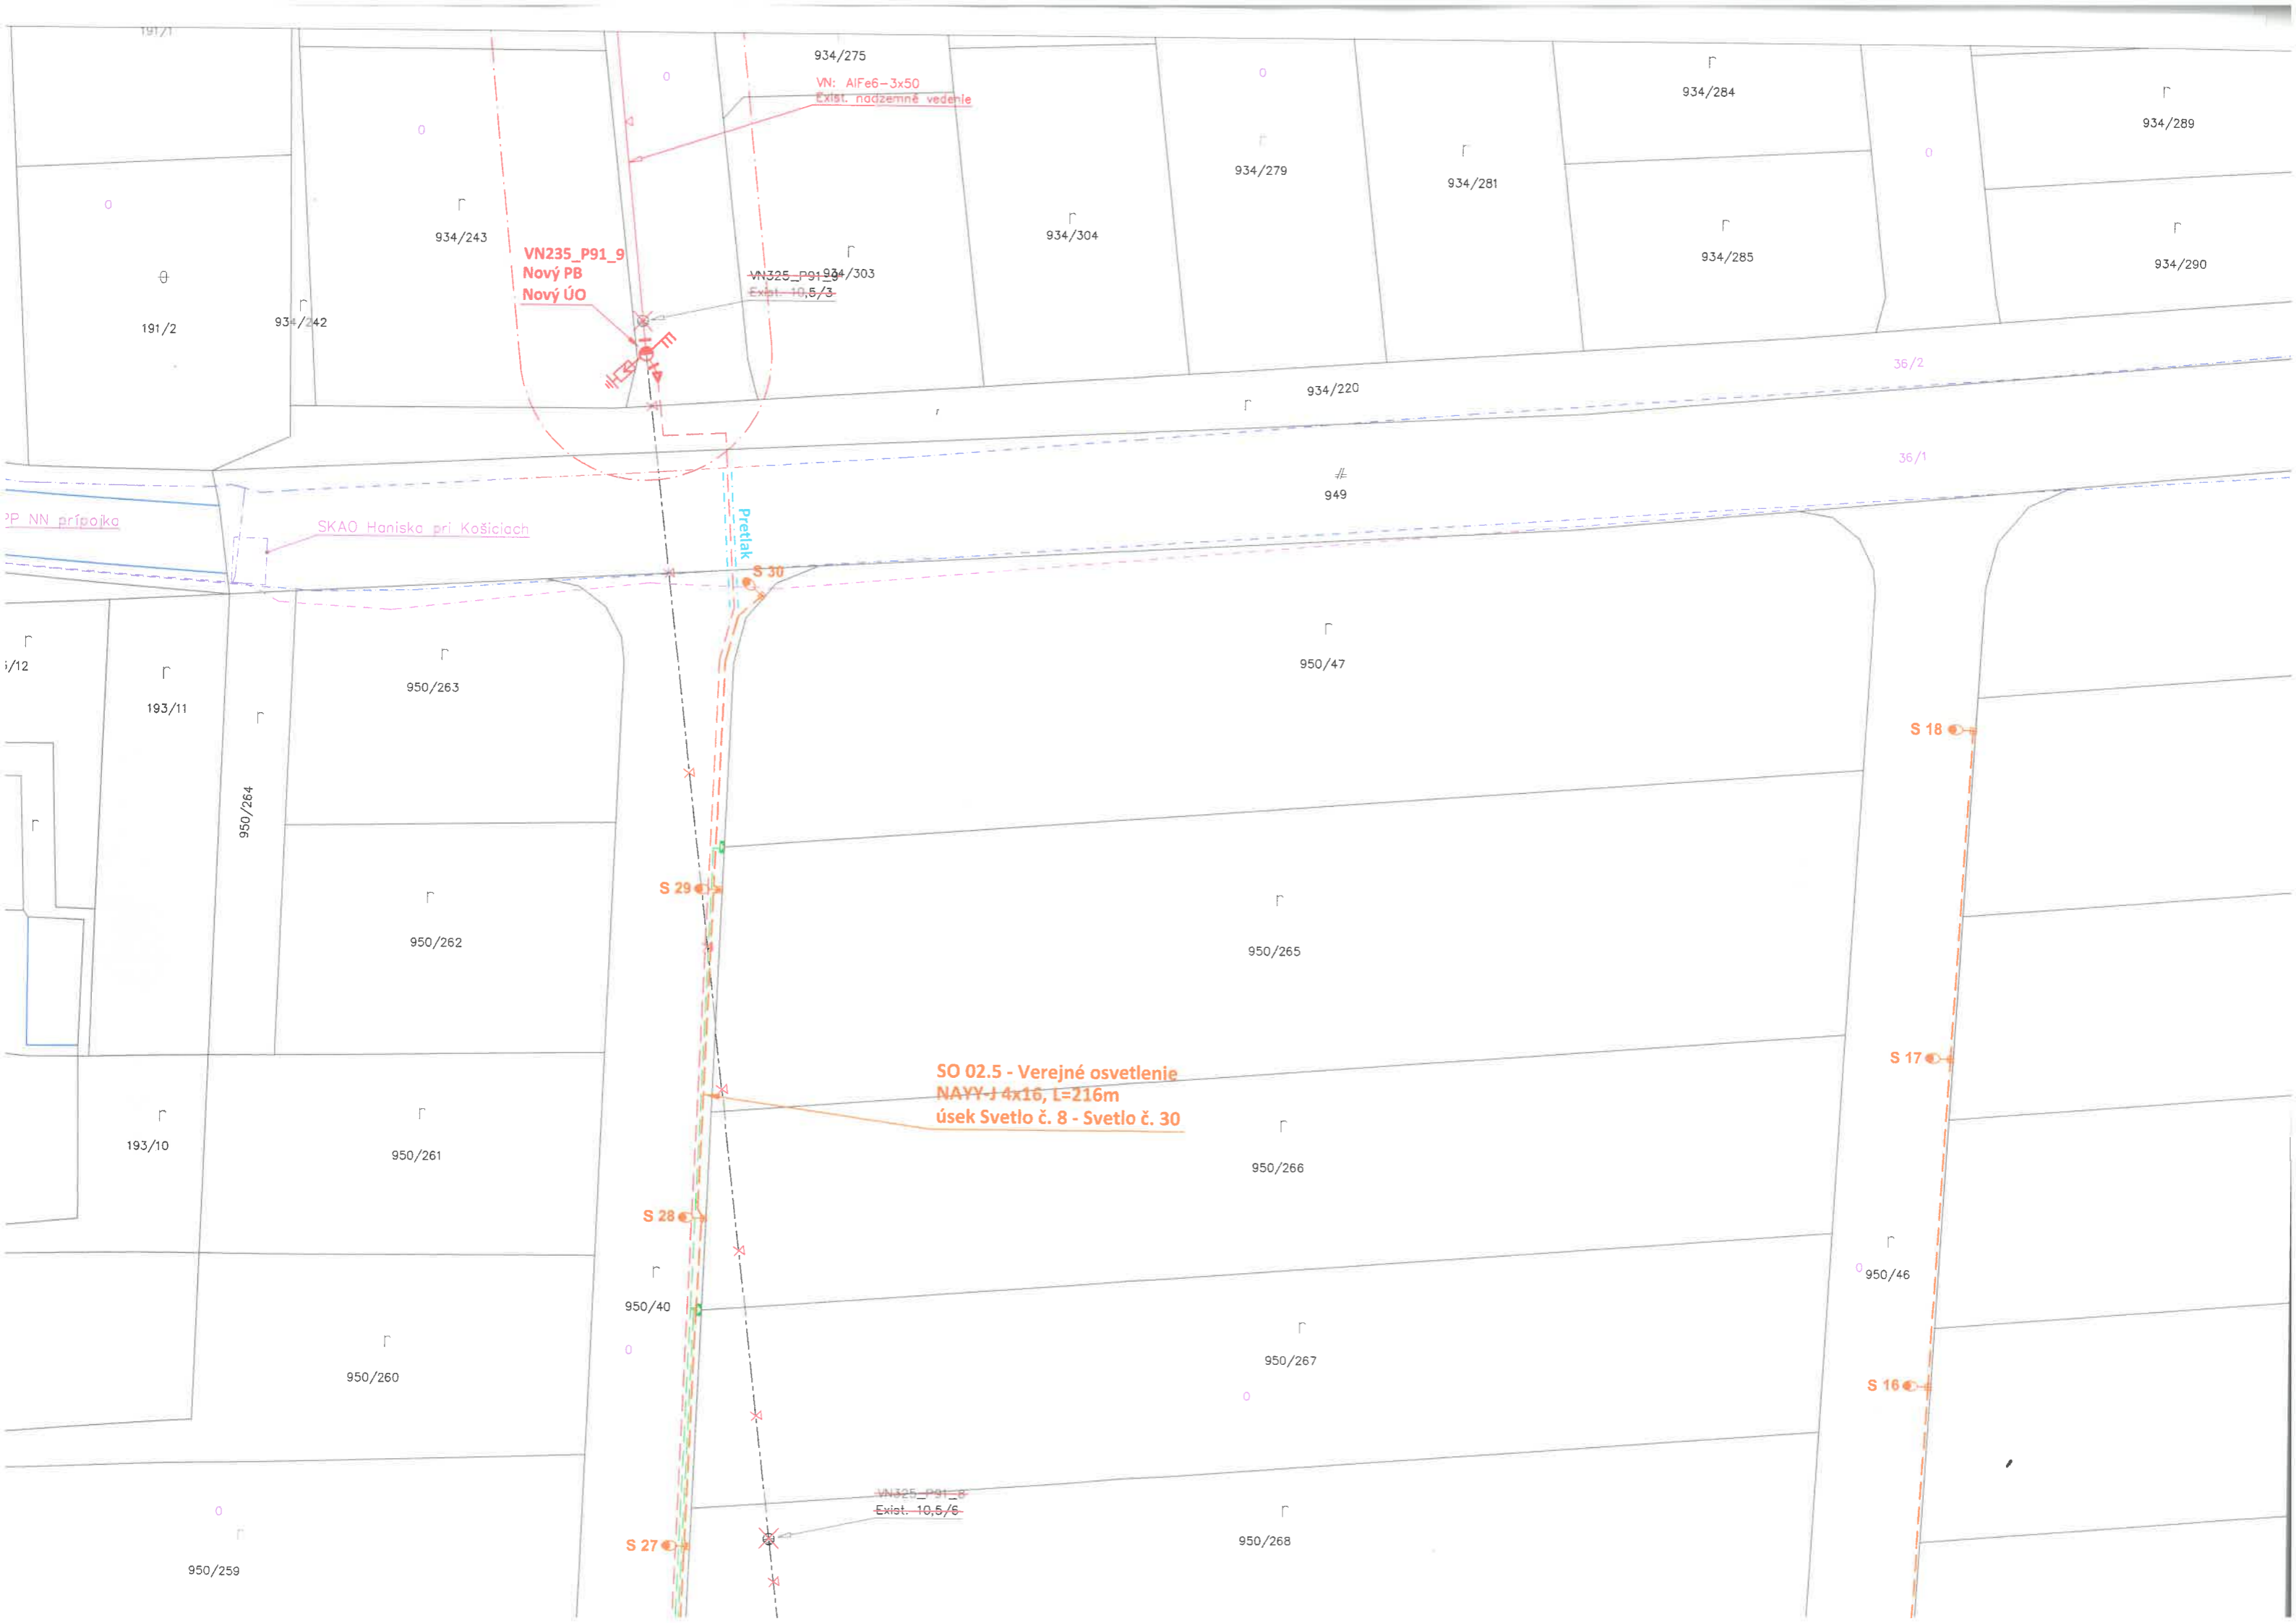 191/1
934/275
VN: AlFe6-3x50
Exist. nadzemné vedenie
O
O
O
O
O
r
934/284
r
934/289
r
934/279
r
934/281
r
934/243
r
934/304
r
934/303
r
934/285
r
934/290
VN235_P91_9
Nový PB
Nový ÚO
VN325_P91_9
Exist. 10,5/3
191/2
r
934/242
36/2
934/220
r
r
36/1
949
PP NN prípojka
SKAO Haniska pri Košiciach
Pretlak
S 30
r
r
193/11
r
950/263
r
950/47
r
950/264
S 18
r
S 29
r
950/262
r
950/265
SO 02.5 - Verejné osvetlenie
NAYY-J 4x16, L=216m
úsek Svetlo č. 8 - Svetlo č. 30
S 17
r
193/10
r
950/261
r
950/266
S 28
r
950/40
O
r
950/46
O
r
950/260
r
950/267
O
S 16
VN325_P91_8
Exist. 10,5/6
O
r
950/259
S 27
r
950/268